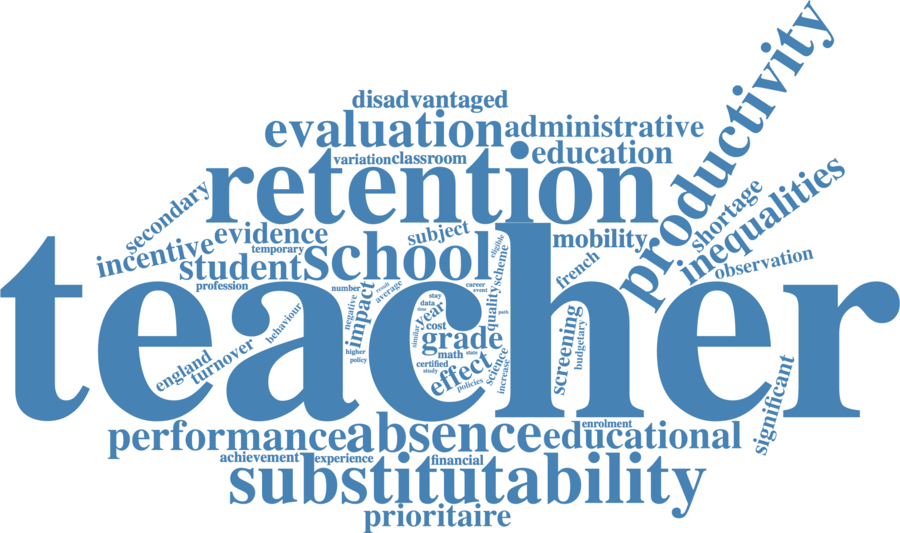 disadvantaged
evaluation
administrative
variation
classroom
education
retention
productivity
secondary
evidence
incentive
temporary
student
school
subject
eligible
scheme
mobility
shortage
inequalities
observation
french
profession
number
result
average
career
event
teacher
negative
impact
higher
policy
behaviour
england
turnover
stay
data
year
cost
similar
grade
math
state
certified
study
effect
policies
quality
path
science
increase
screening
budgetary
significant
performance
absence
educational
enrolment
achievement
experience
financial
substitutability
prioritaire